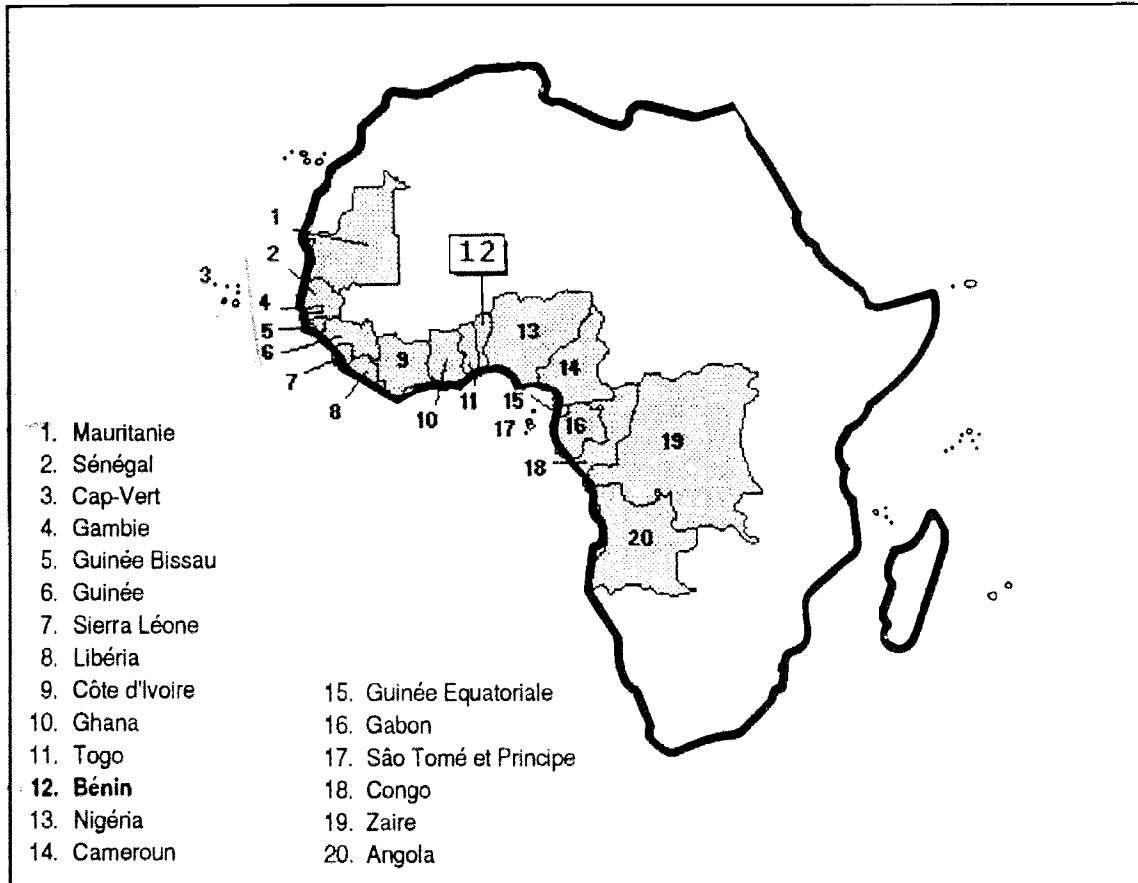 1
2
3
4
5
6
7
8
9
10
11
12
13
14
15
16
17
18
19
20
1. Mauritanie
2. Sénégal
3. Cap-Vert
4. Gambie
5. Guinée Bissau
6. Guinée
7. Sierra Léone
8. Libéria
9. Côte d'Ivoire
10. Ghana
11. Togo
12. Bénin
13. Nigéria
14. Cameroun
15. Guinée Equatoriale
16. Gabon
17. Sâo Tomé et Principe
18. Congo
19. Zaire
20. Angola